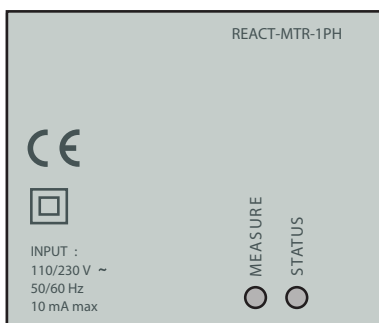 REACT-MTR-1PH
CE
INPUT :
110/230 V ~
50/60 Hz
10 mA max
MEASURE
STATUS